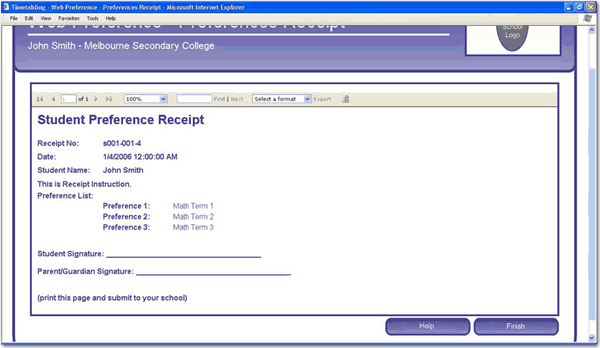 Timetabling - Web Preference - Preferences Receipt - Microsoft Internet Explorer
File Edit View Favorites Tools Help
Web Preference - Preferences Receipt
John Smith - Melbourne Secondary College
School
Logo
1 of 1 100% Find | Next Select a format Export
Student Preference Receipt
Receipt No: s001-001-4
Date: 1/4/2006 12:00:00 AM
Student Name: John Smith
This is Receipt Instruction.
Preference List:
Preference 1: Math Term 1
Preference 2: Math Term 2
Preference 3: Math Term 3
Student Signature:
Parent/Guardian Signature:
(print this page and submit to your school)
Help Finish